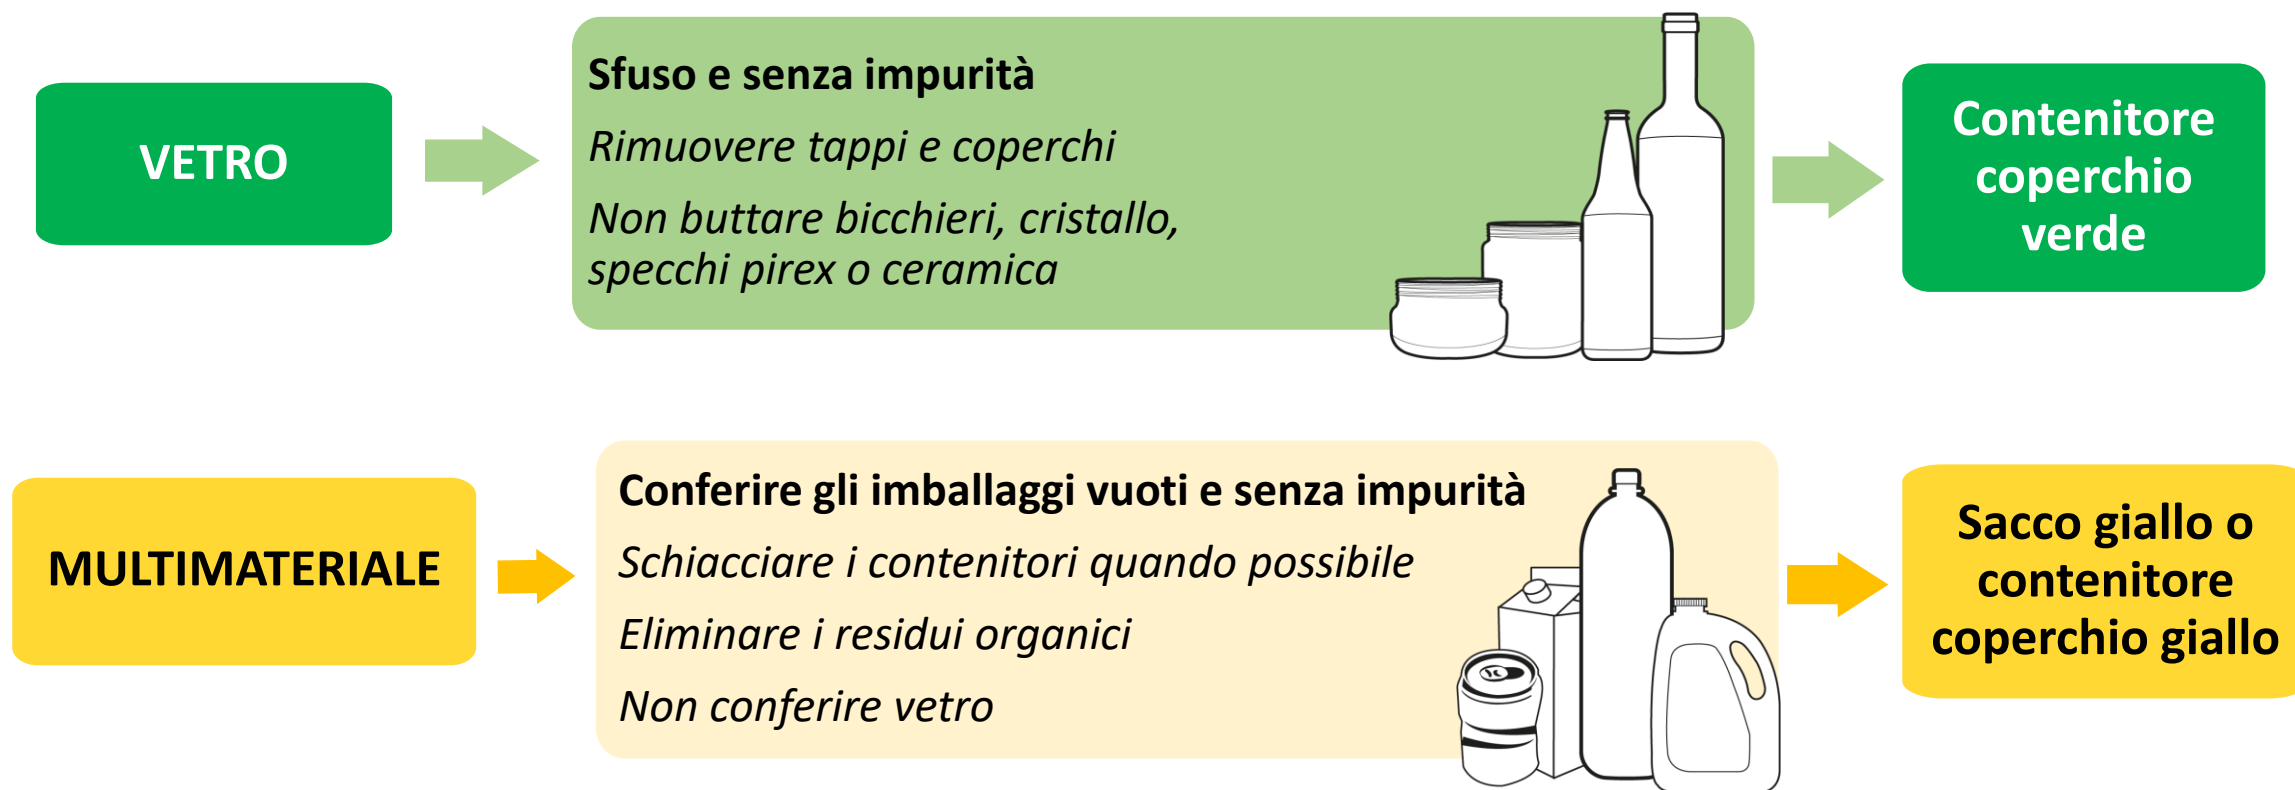 VETRO
Sfuso e senza impurità
Rimuovere tappi e coperchi
Non buttare bicchieri, cristallo,
specchi pirex o ceramica
Contenitore
coperchio
verde
MULTIMATERIALE
Conferire gli imballaggi vuoti e senza impurità
Schiacciare i contenitori quando possibile
Eliminare i residui organici
Non conferire vetro
Sacco giallo o
contenitore
coperchio giallo